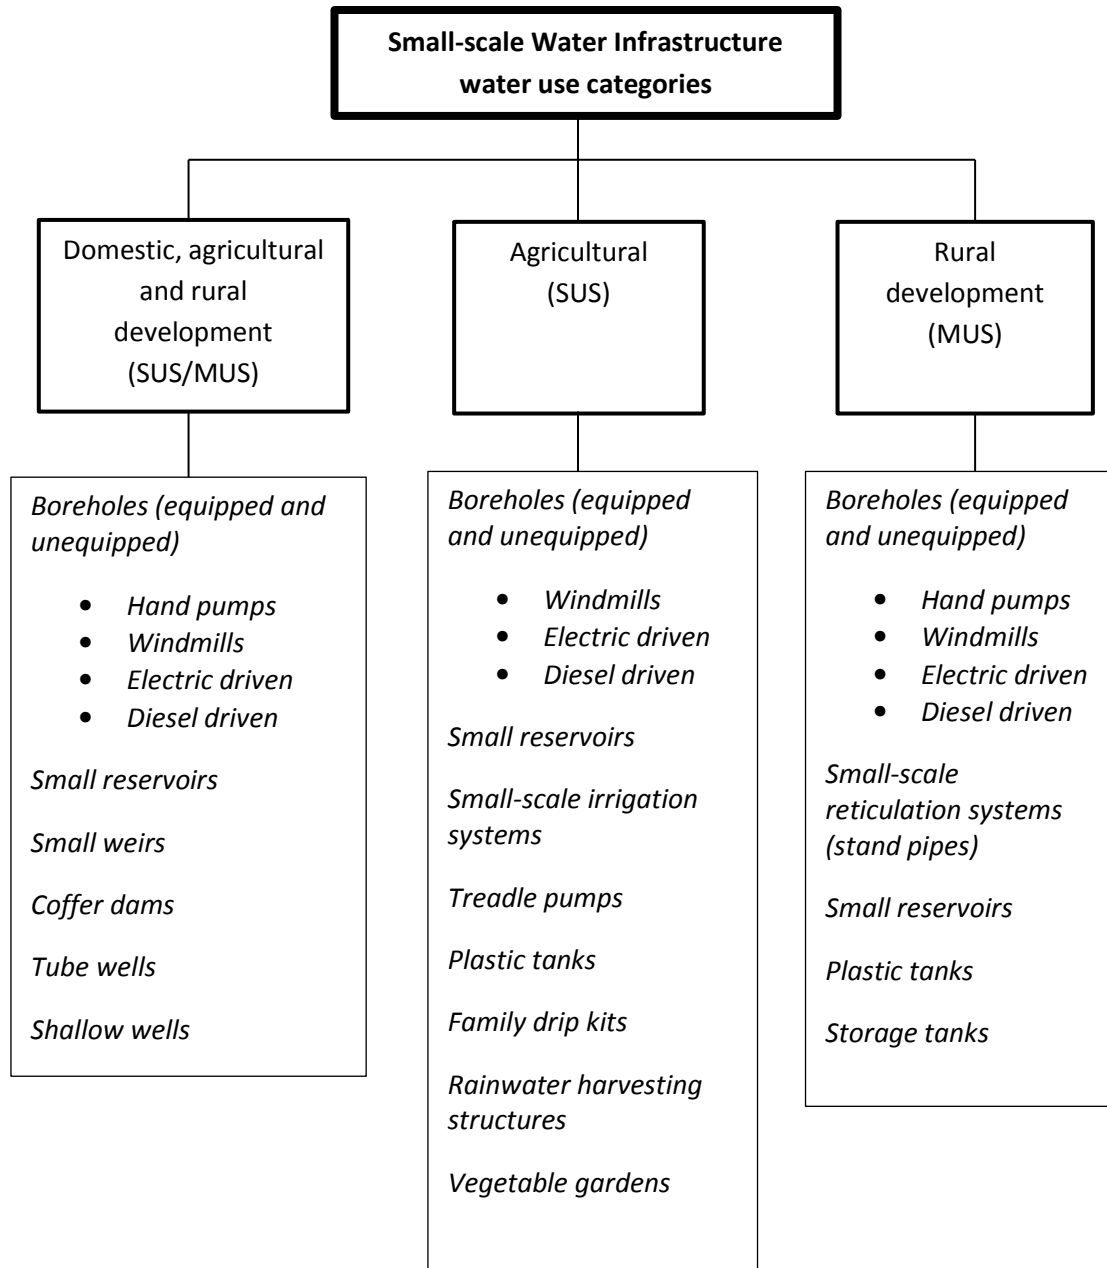 Small-scale Water Infrastructure
water use categories
Domestic, agricultural
and rural
development
(SUS/MUS)
Agricultural
(SUS)
Rural
development
(MUS)
Boreholes (equipped and
unequipped)
• Hand pumps
• Windmills
• Electric driven
• Diesel driven
Small reservoirs
Small weirs
Coffer dams
Tube wells
Shallow wells
Boreholes (equipped
and unequipped)
• Windmills
• Electric driven
• Diesel driven
Small reservoirs
Small-scale irrigation
systems
Treadle pumps
Plastic tanks
Family drip kits
Rainwater harvesting
structures
Vegetable gardens
Boreholes (equipped
and unequipped)
• Hand pumps
• Windmills
• Electric driven
• Diesel driven
Small-scale
reticulation systems
(stand pipes)
Small reservoirs
Plastic tanks
Storage tanks